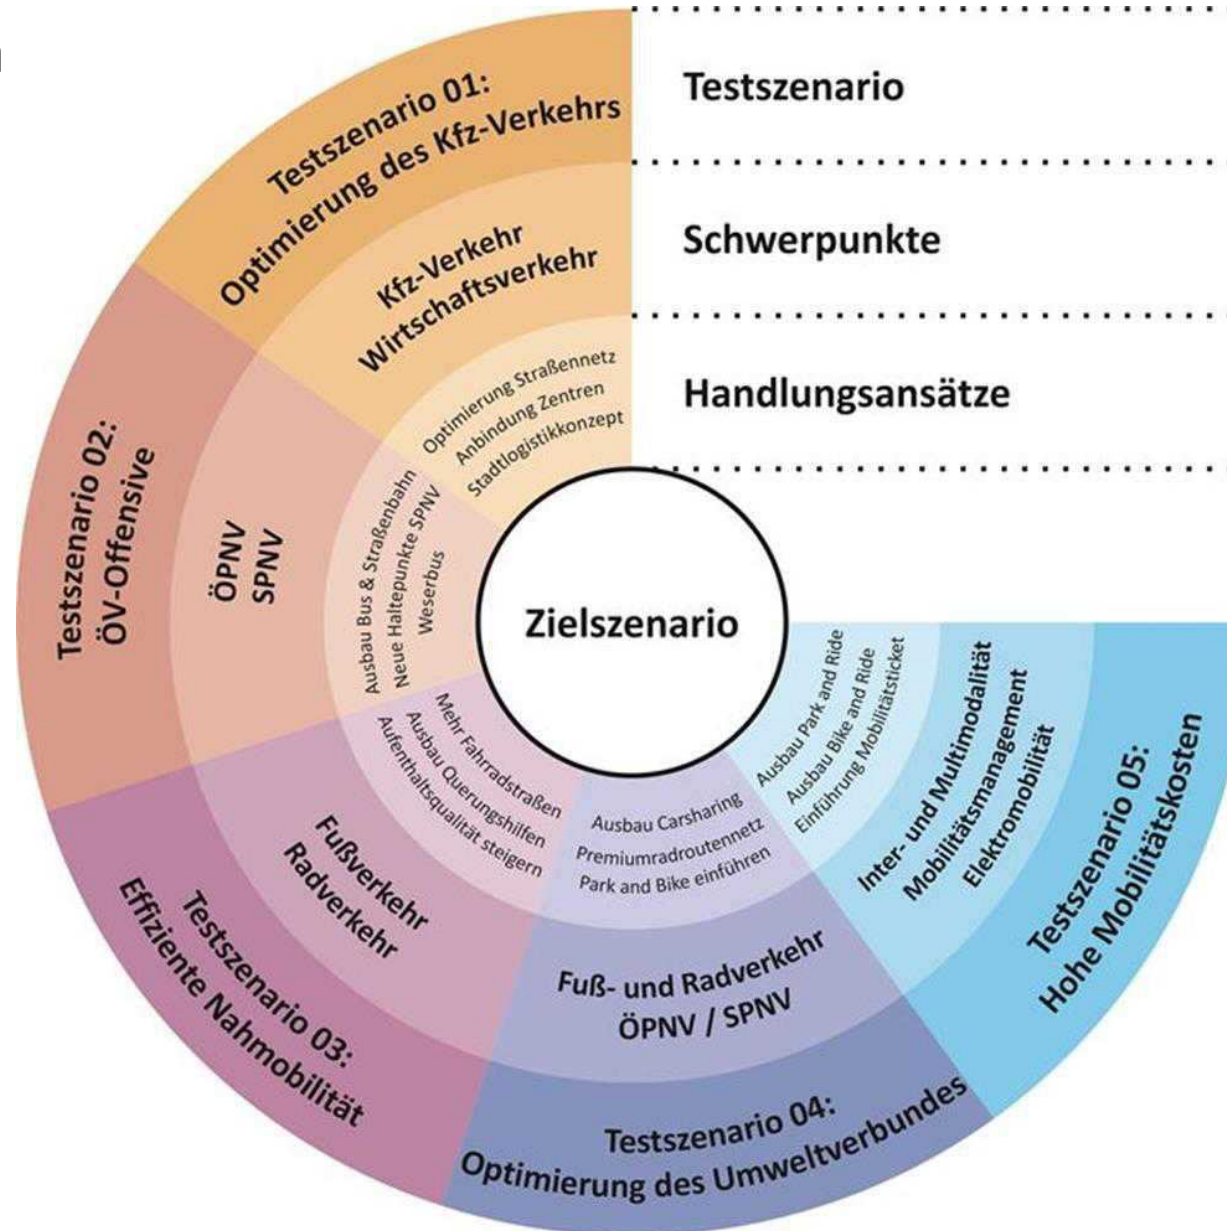 Testszenario
Schwerpunkte
Handlungsansätze
Zielszenario
Testszenario 01:
Optimierung des Kfz-Verkehrs
Kfz-Verkehr
Wirtschaftsverkehr
Optimierung Straßennetz
Anbindung Zentren
Stadtlogistikkonzept
Testszenario 02:
ÖV-Offensive
ÖPNV
SPNV
Ausbau Bus & Straßenbahn
Neue Haltepunkte SPNV
Weserbus
Testszenario 03:
Effiziente Nahmobilität
Fußverkehr
Radverkehr
Mehr Fahrradstraßen
Ausbau Querungshilfen
Aufenthaltsqualität steigern
Testszenario 04:
Optimierung des Umweltverbundes
Fuß- und Radverkehr
ÖPNV / SPNV
Ausbau Carsharing
Premiumradroutennetz
Park and Bike einführen
Testszenario 05:
Hohe Mobilitätskosten
Inter- und Multimodalität
Mobilitätsmanagement
Elektromobilität
Ausbau Park and Ride
Ausbau Bike and Ride
Einführung Mobilitätsticket